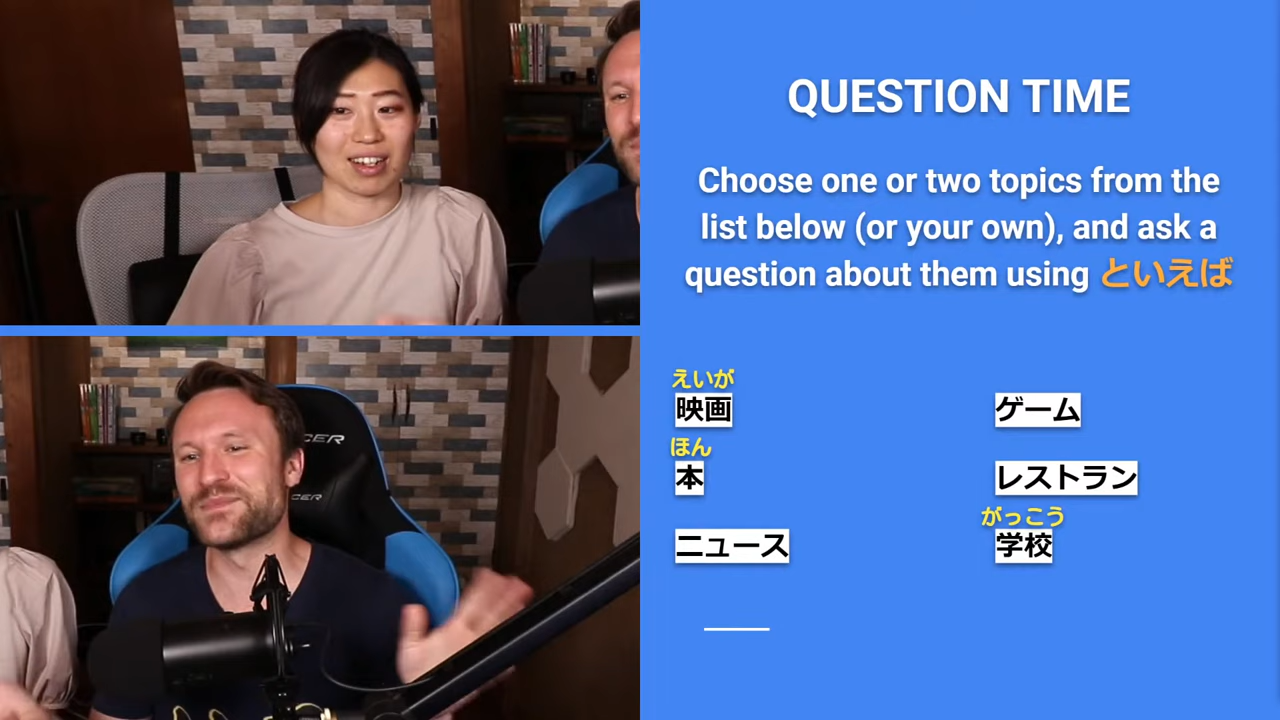 QUESTION TIME
Choose one or two topics from the
list below (or your own), and ask a
question about them using といえば
えいが
映画
ゲーム
ほん
本
レストラン
ニュース
がっこう
学校
CER
CER